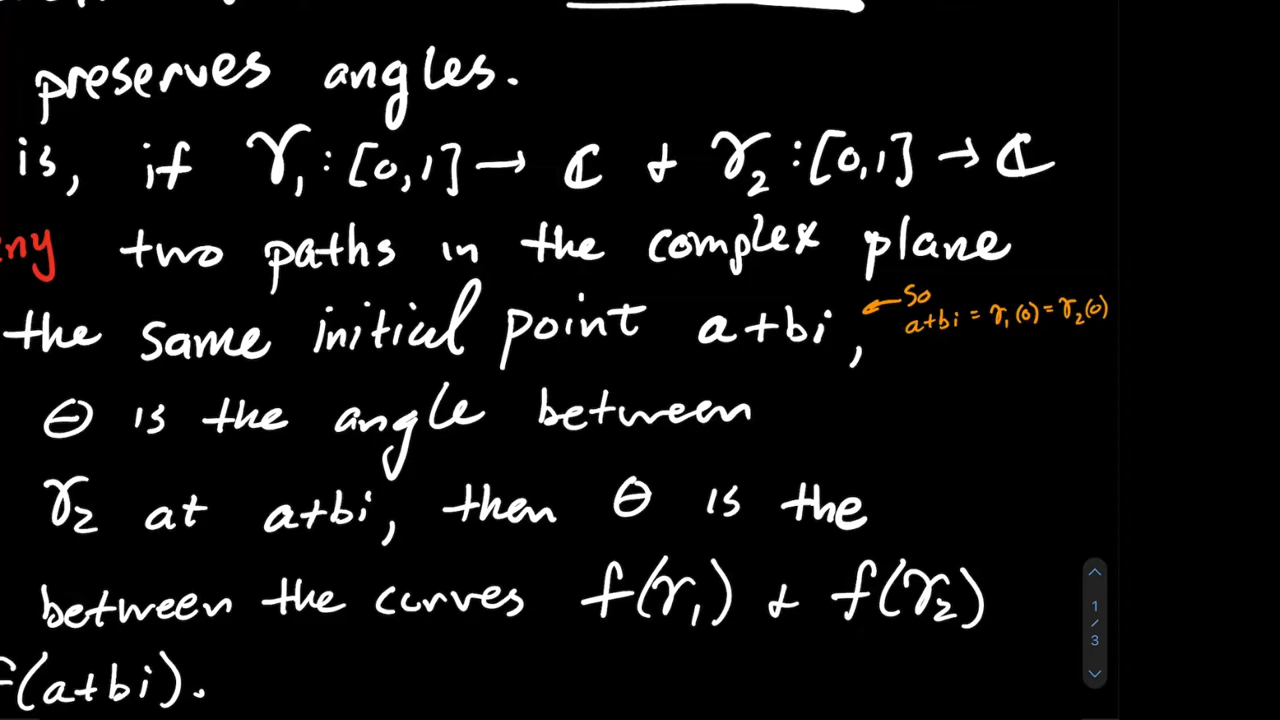 preserves angles.
is, if γ₁ : [0,1] → ℂ + γ₂ : [0,1] → ℂ
two paths in the complex plane
the same initial point a+bi,
So
a+bi = γ₁(0) = γ₂(0)
θ is the angle between
γ₂ at a+bi, then θ is the
between the curves f(γ₁) + f(γ₂)
f(a+bi).
1
/
3